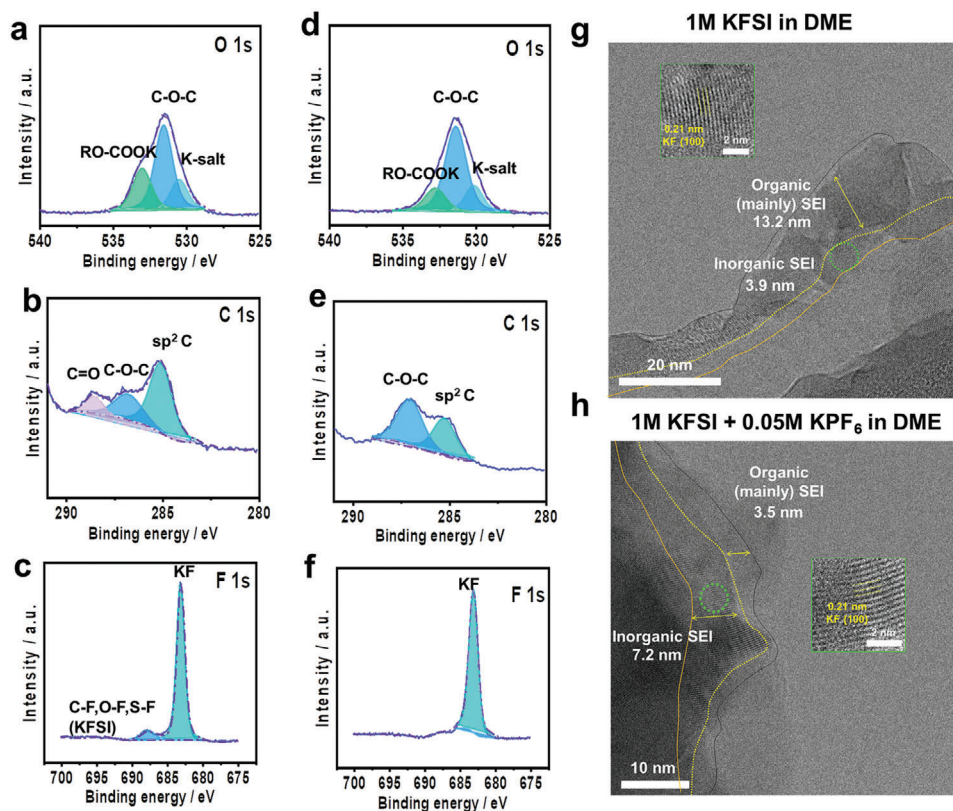 a
O 1s
C-O-C
RO-COOK
K-salt
Intensity / a.u.
540 535 530 525
Binding energy / eV
b
C 1s
sp² C
C=O
C-O-C
Intensity / a.u.
290 285 280
Binding energy / eV
c
F 1s
KF
C-F,O-F,S-F
(KFSI)
Intensity / a.u.
700 695 690 685 680 675
Binding energy / eV
d
O 1s
C-O-C
RO-COOK
K-salt
Intensity / a.u.
540 535 530 525
Binding energy / eV
e
C 1s
C-O-C
sp² C
Intensity / a.u.
290 285 280
Binding energy / eV
f
F 1s
KF
Intensity / a.u.
700 695 690 685 680 675
Binding energy / eV
1M KFSI in DME
g
0.21 nm
KF (100)
2 nm
Organic
(mainly) SEI
13.2 nm
Inorganic SEI
3.9 nm
20 nm
h
1M KFSI + 0.05M KPF₆ in DME
Organic
(mainly) SEI
3.5 nm
0.21 nm
KF (100)
2 nm
Inorganic SEI
7.2 nm
10 nm